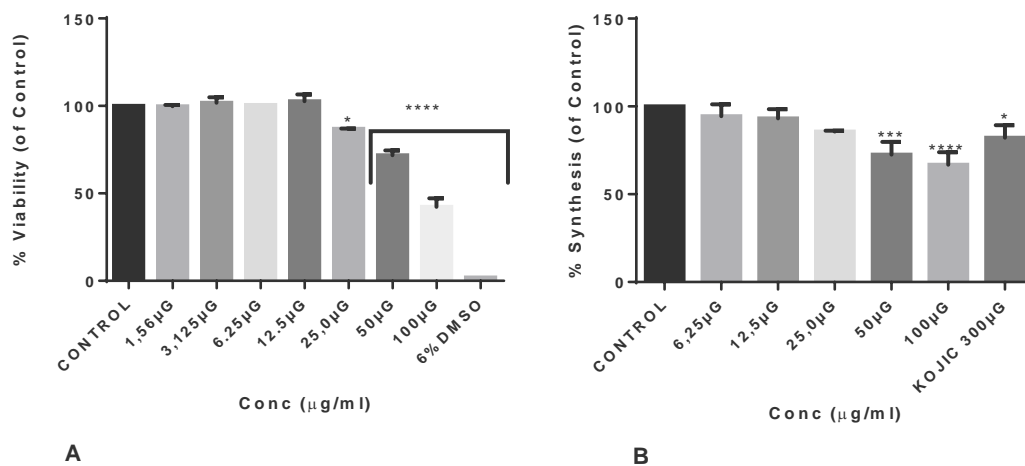 % Viability (of Control)
150
100
50
0
*
****
CONTROL
1,56µG
3,125µG
6.25µG
12.5µG
25,0µG
50µG
100µG
6% DMSO
Conc (µg/ml)
A
% Synthesis (of Control)
150
100
50
0
***
****
*
CONTROL
6,25µG
12,5µG
25,0µG
50µG
100µG
KOJIC 300µG
Conc (µg/ml)
B